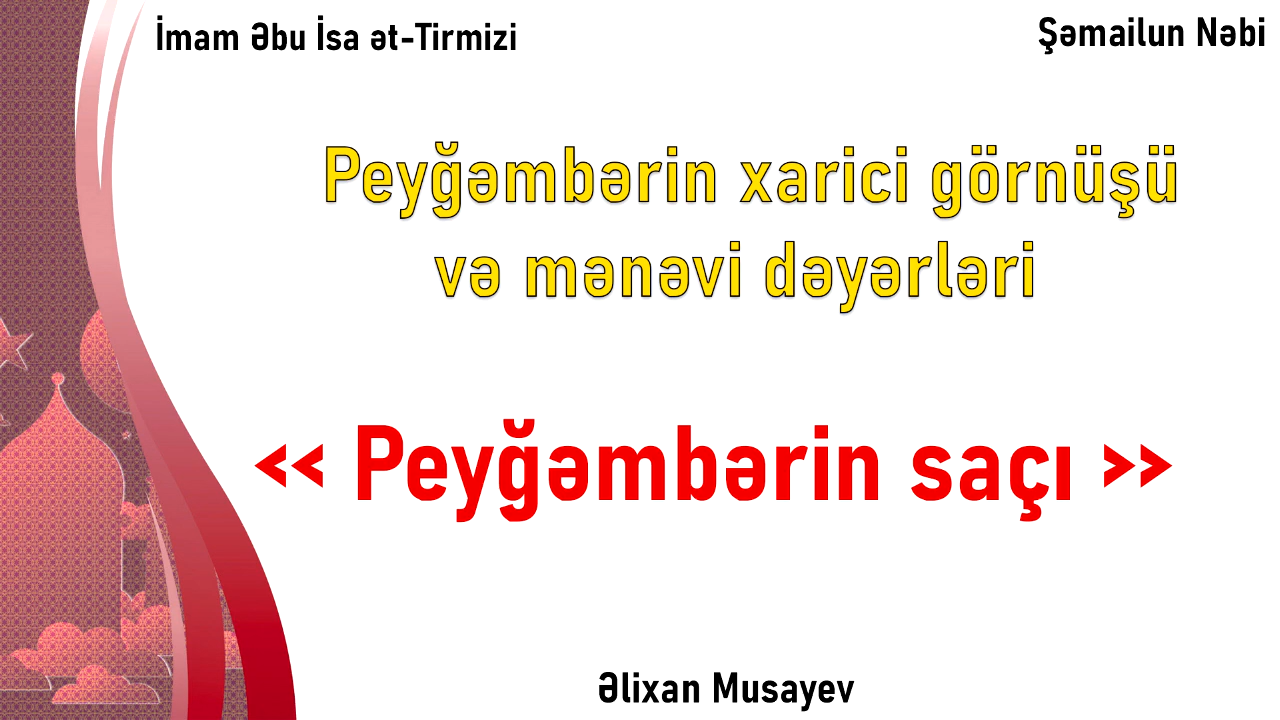 İmam Əbu İsa ət-Tirmizi
Şəmailun Nəbi
Peyğəmbərin xarici görnüşü
və mənəvi dəyərləri
<< Peyğəmbərin saçı >>
Əlixan Musayev